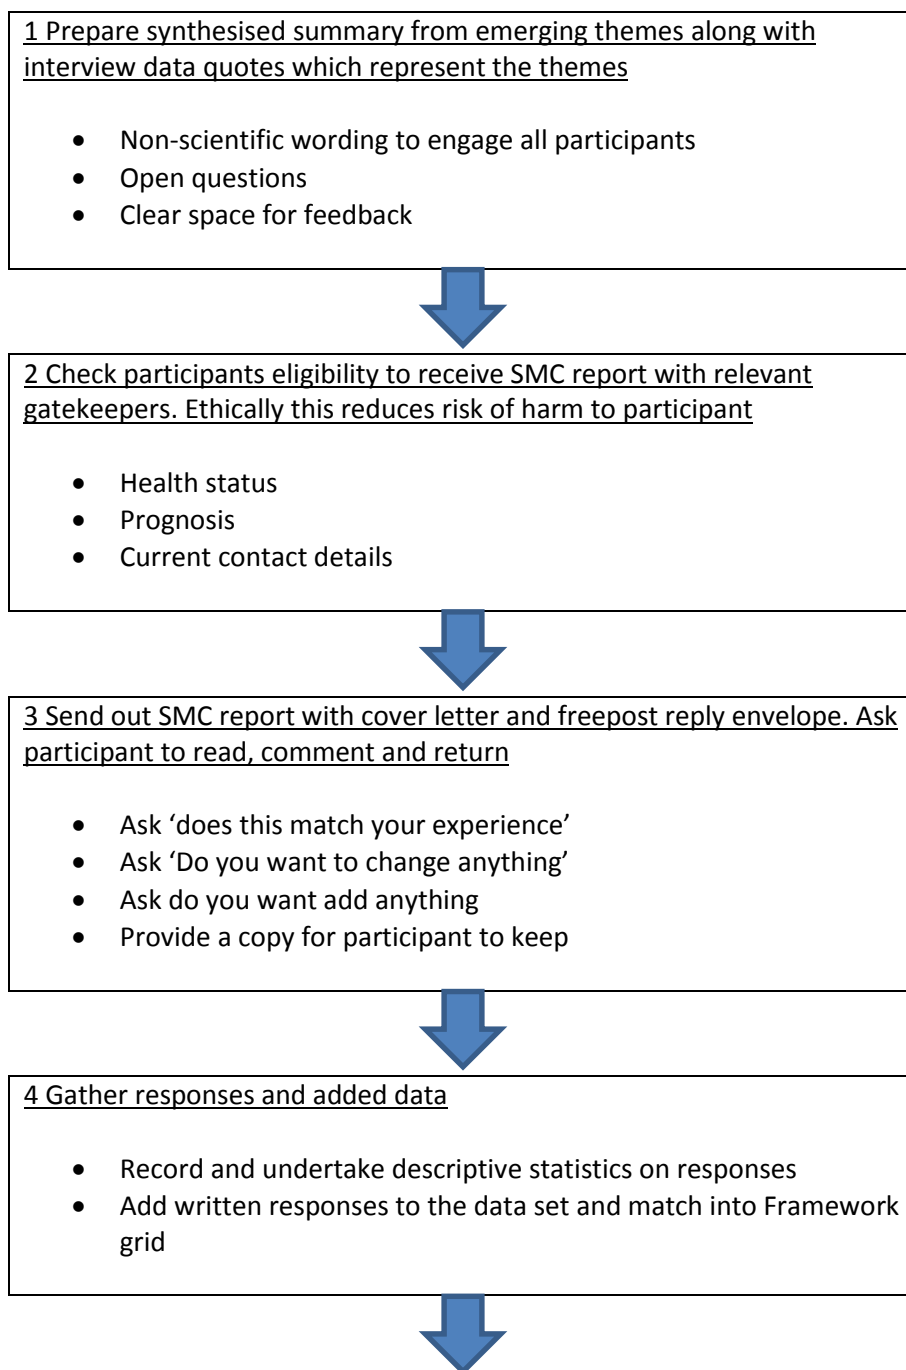 1 Prepare synthesised summary from emerging themes along with
interview data quotes which represent the themes
• Non-scientific wording to engage all participants
• Open questions
• Clear space for feedback
2 Check participants eligibility to receive SMC report with relevant
gatekeepers. Ethically this reduces risk of harm to participant
• Health status
• Prognosis
• Current contact details
3 Send out SMC report with cover letter and freepost reply envelope. Ask
participant to read, comment and return
• Ask ‘does this match your experience’
• Ask ‘Do you want to change anything’
• Ask do you want add anything
• Provide a copy for participant to keep
4 Gather responses and added data
• Record and undertake descriptive statistics on responses
• Add written responses to the data set and match into Framework
grid